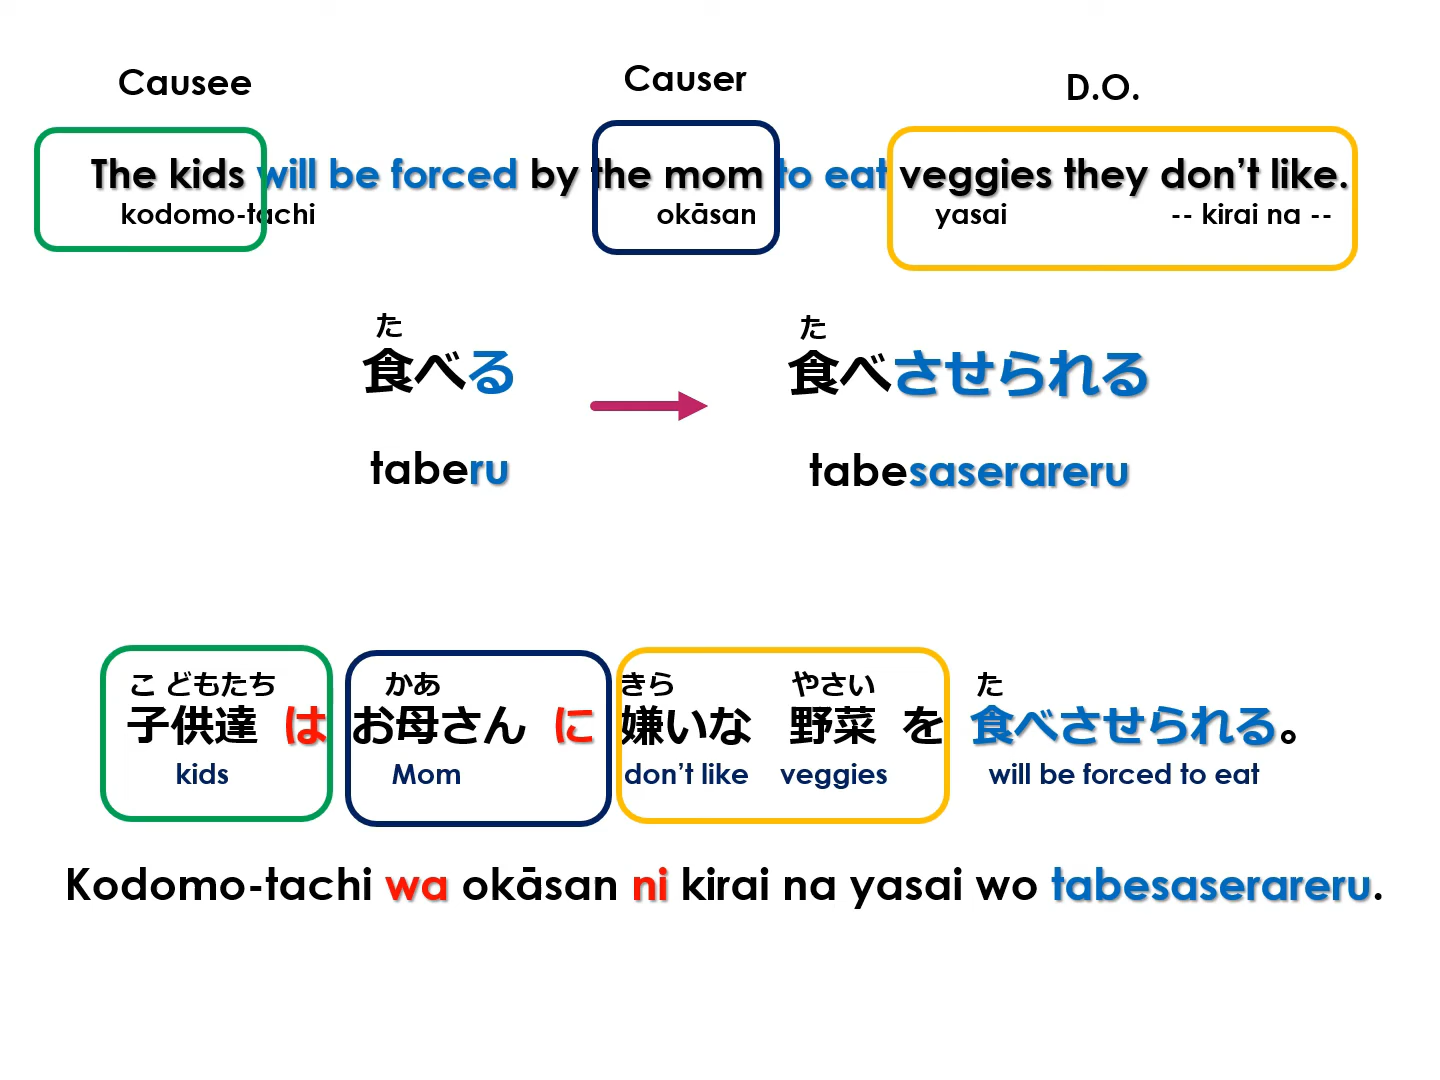 Causee Causer D.O.
The kids will be forced by the mom to eat veggies they don't like.
kodomo-tachi okāsan yasai -- kirai na --
た た
食べる 食べさせられる
taberu tabesaserareru
こ どもたち かあ きら やさい た
子供達 は お母さん に 嫌いな 野菜 を 食べさせられる。
kids Mom don't like veggies will be forced to eat
Kodomo-tachi wa okāsan ni kirai na yasai wo tabesaserareru.